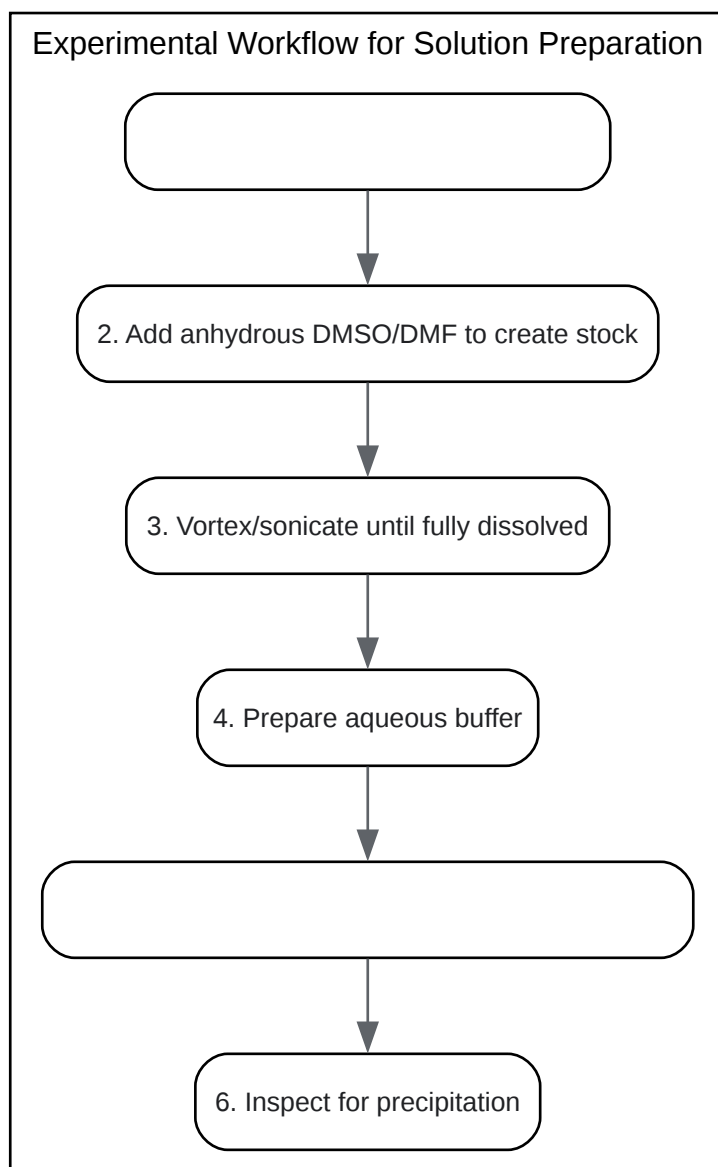 Experimental Workflow for Solution Preparation
2. Add anhydrous DMSO/DMF to create stock
3. Vortex/sonicate until fully dissolved
4. Prepare aqueous buffer
6. Inspect for precipitation